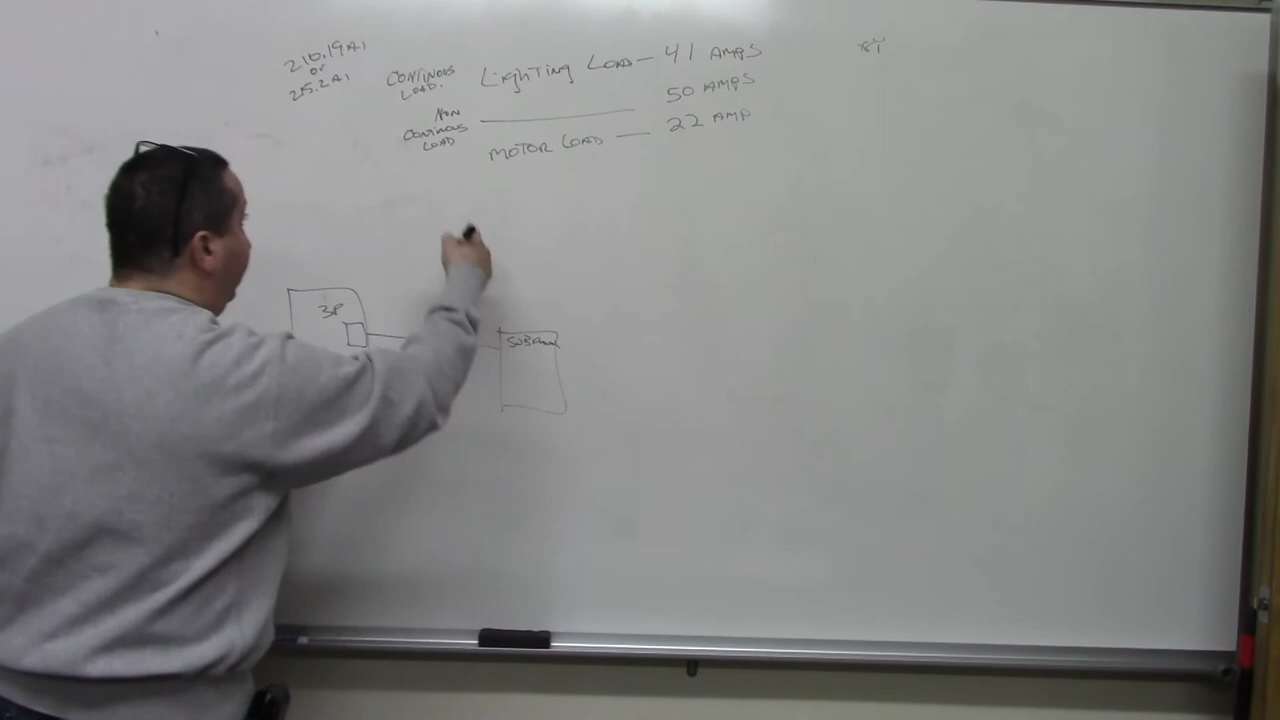 210.19A1
or
215.2A1
CONTINOUS LOAD.
Lighting LOAD — 41 AMPS
NON CONTINOUS LOAD
50 AMPS
MOTOR LOAD — 22 AMP
3P